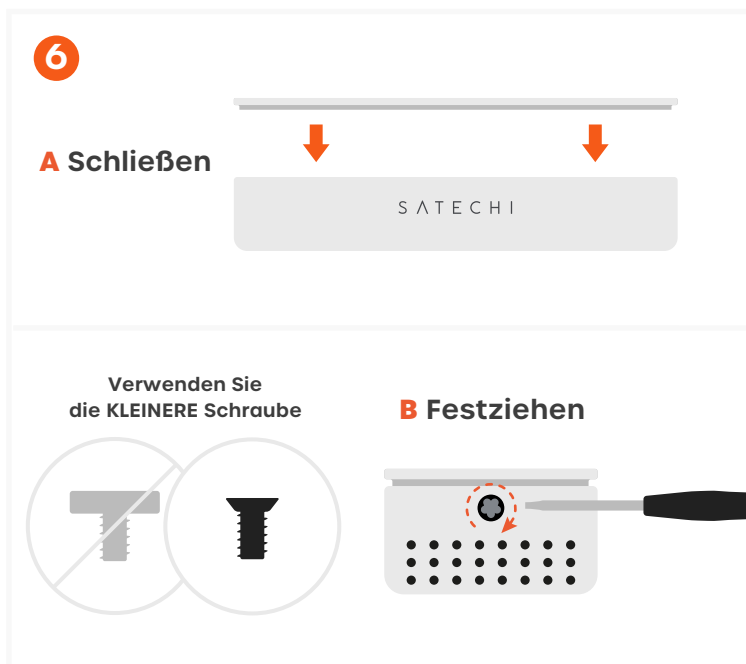 6
A Schließen
SATECHI
Verwenden Sie
die KLEINERE Schraube
B Festziehen